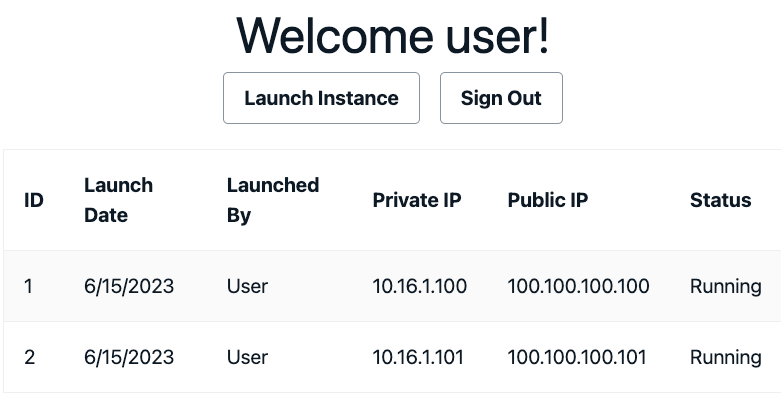 Welcome user!
Launch Instance Sign Out
ID Launch Date Launched By Private IP Public IP Status
1 6/15/2023 User 10.16.1.100 100.100.100.100 Running
2 6/15/2023 User 10.16.1.101 100.100.100.101 Running